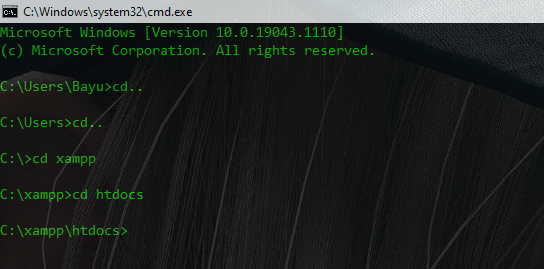 C:\Windows\system32\cmd.exe
Microsoft Windows [Version 10.0.19043.1110]
(c) Microsoft Corporation. All rights reserved.
C:\Users\Bayu>cd..
C:\Users>cd..
C:\>cd xampp
C:\xampp>cd htdocs
C:\xampp\htdocs>